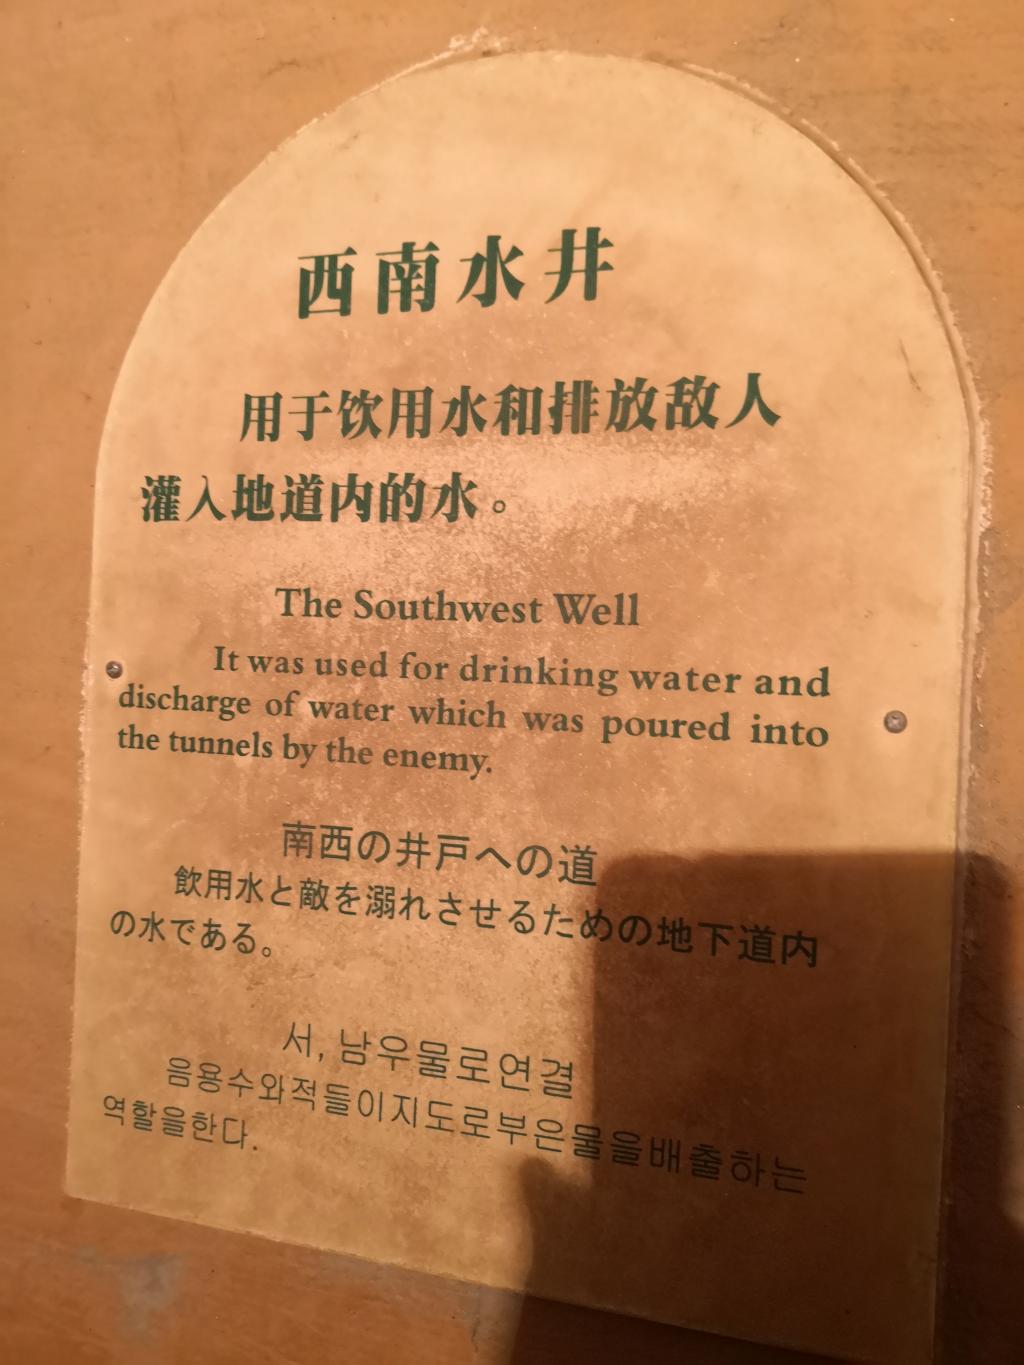 西南水井
用于饮用水和排放敌人
灌入地道内的水。
The Southwest Well
It was used for drinking water and
discharge of water which was poured into
the tunnels by the enemy.
南西の井戸への道
飲用水と敵を溺れさせるための地下道内
の水である。
서, 남우물로연결
음용수와적들이지도로부은물을배출하는
역할을한다.